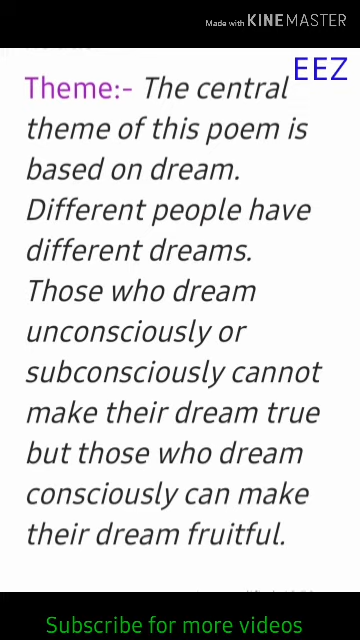 Made with KINEMASTER
EEZ
Theme:- The central
theme of this poem is
based on dream.
Different people have
different dreams.
Those who dream
unconsciously or
subconsciously cannot
make their dream true
but those who dream
consciously can make
their dream fruitful.
Subscribe for more videos